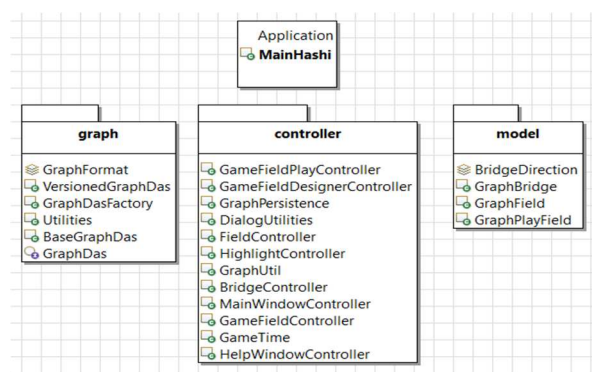 Application
MainHashi
graph
GraphFormat
VersionedGraphDas
GraphDasFactory
Utilities
BaseGraphDas
GraphDas
controller
GameFieldPlayController
GameFieldDesignerController
GraphPersistence
DialogUtilities
FieldController
HighlightController
GraphUtil
BridgeController
MainWindowController
GameFieldController
GameTime
HelpWindowController
model
BridgeDirection
GraphBridge
GraphField
GraphPlayField